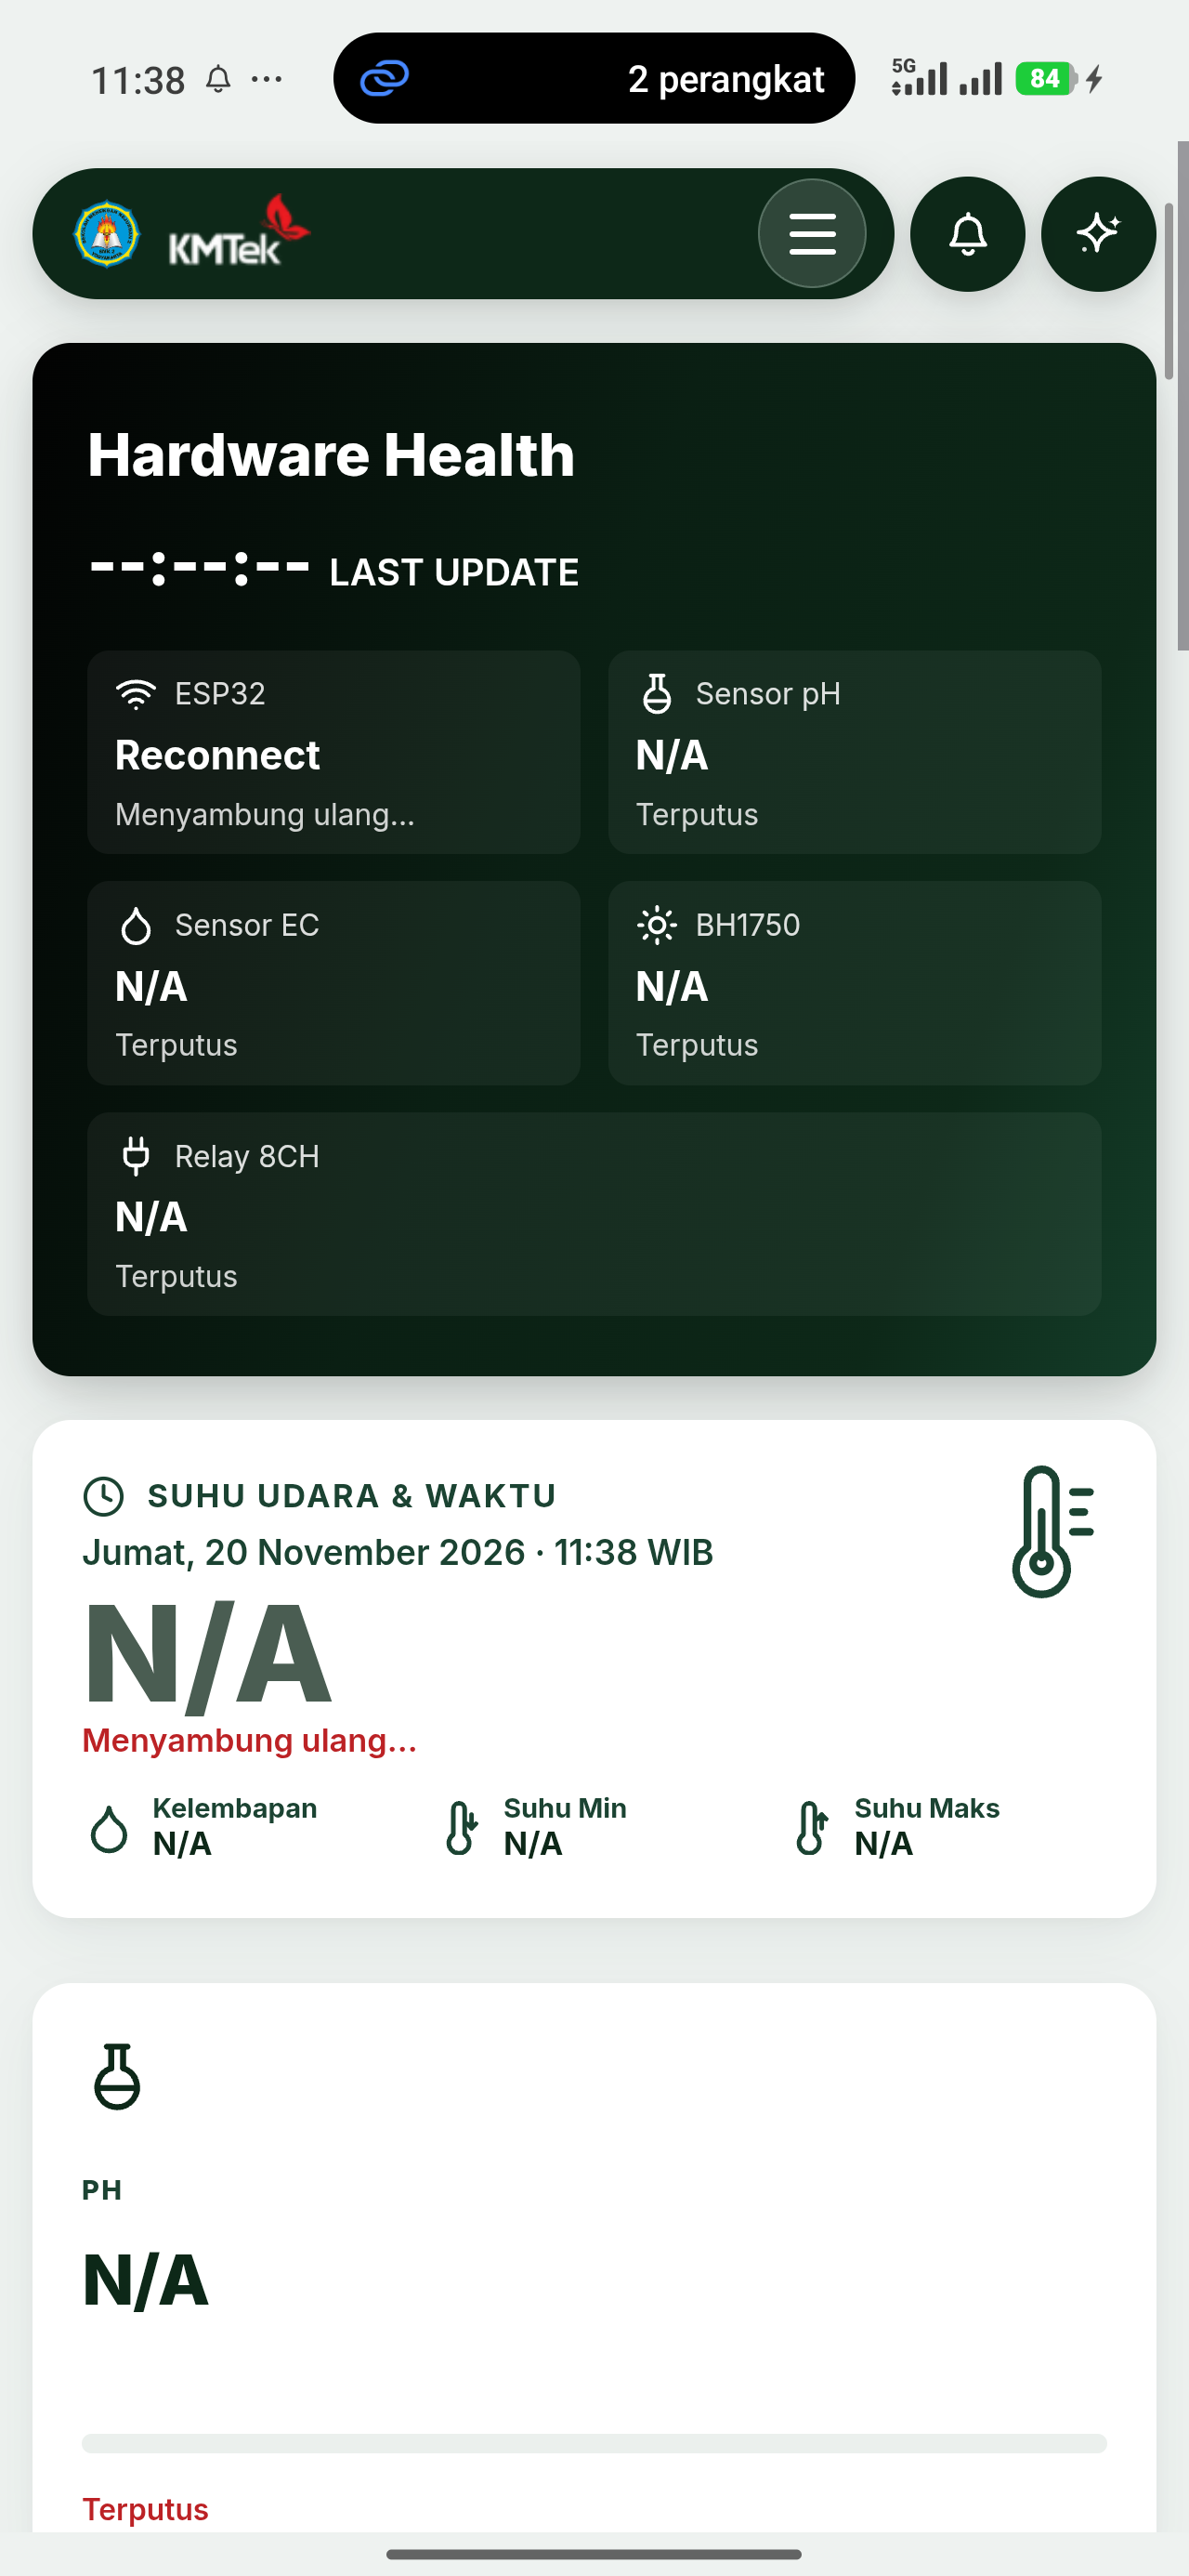 11:38
2 perangkat
5G
84
KMTek
Hardware Health
--:--:-- LAST UPDATE
ESP32
Reconnect
Menyambung ulang...
Sensor pH
N/A
Terputus
Sensor EC
N/A
Terputus
BH1750
N/A
Terputus
Relay 8CH
N/A
Terputus
SUHU UDARA & WAKTU
Jumat, 20 November 2026 · 11:38 WIB
N/A
Menyambung ulang...
Kelembapan
N/A
Suhu Min
N/A
Suhu Maks
N/A
PH
N/A
Terputus